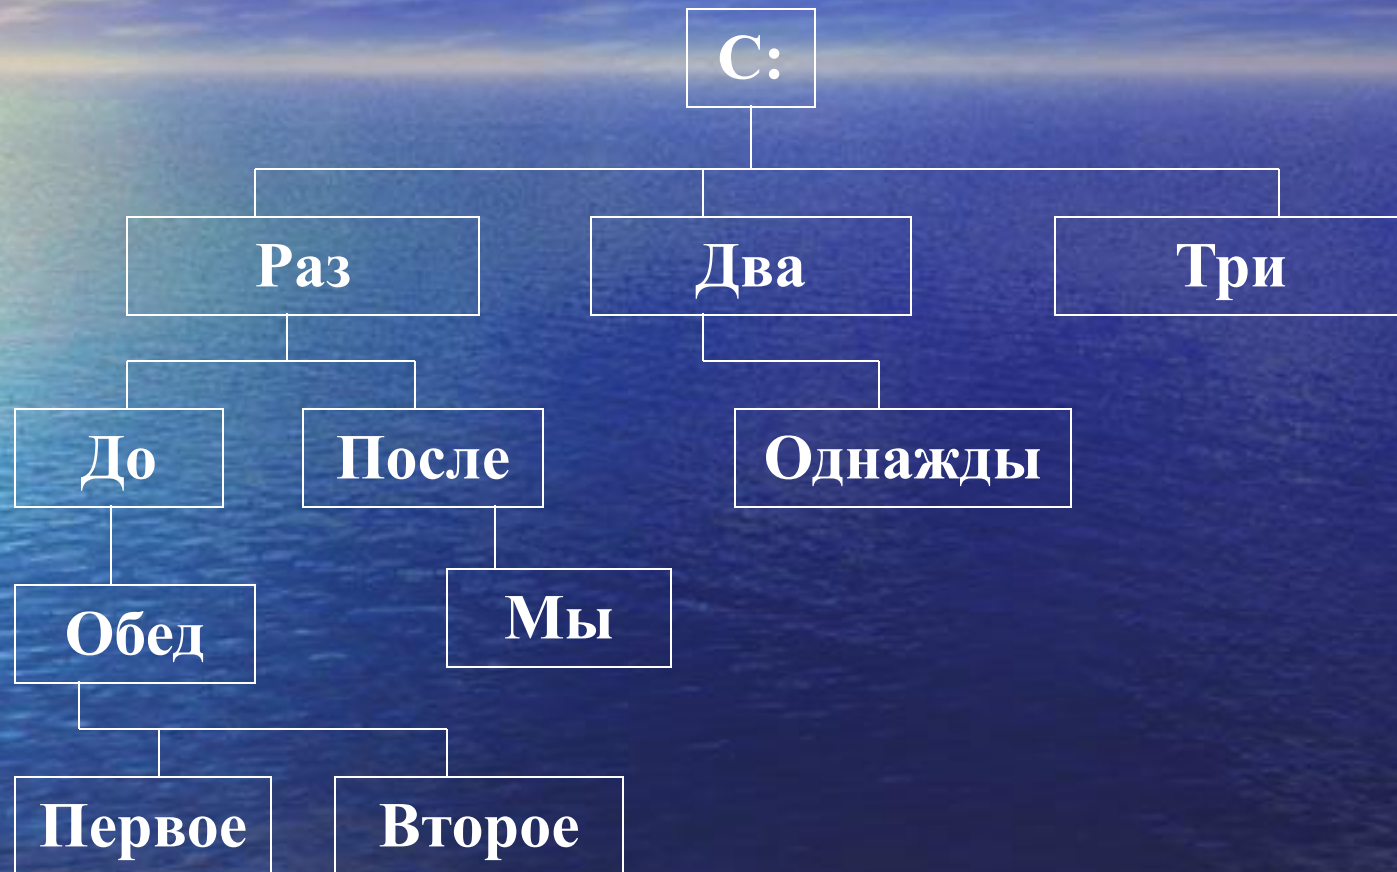 С:
Раз
Два
Три
До
После
Однажды
Обед
Мы
Первое
Второе